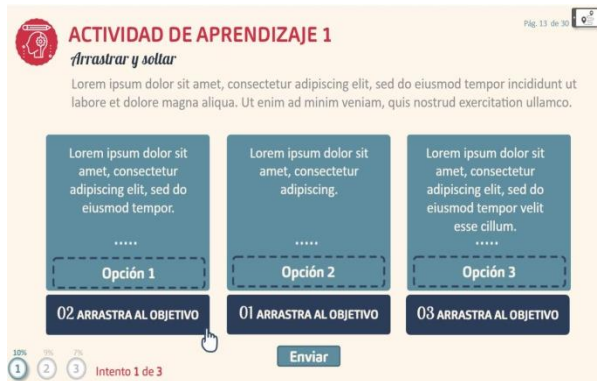 Pág. 13 de 30
ACTIVIDAD DE APRENDIZAJE 1
Arrastrar y soltar
Lorem ipsum dolor sit amet, consectetur adipiscing elit, sed do eiusmod tempor incididunt ut
labore et dolore magna aliqua. Ut enim ad minim veniam, quis nostrud exercitation ullamco.
Lorem ipsum dolor sit
amet, consectetur
adipiscing elit, sed do
eiusmod tempor.
.....
Opción 1
02 ARRASTRA AL OBJETIVO
Lorem ipsum dolor sit
amet, consectetur
adipiscing.
.....
Opción 2
01 ARRASTRA AL OBJETIVO
Lorem ipsum dolor sit
amet, consectetur
adipiscing elit, sed do
eiusmod tempor velit
esse cillum.
.....
Opción 3
03 ARRASTRA AL OBJETIVO
10% 9% 7%
1 2 3
Intento 1 de 3
Enviar